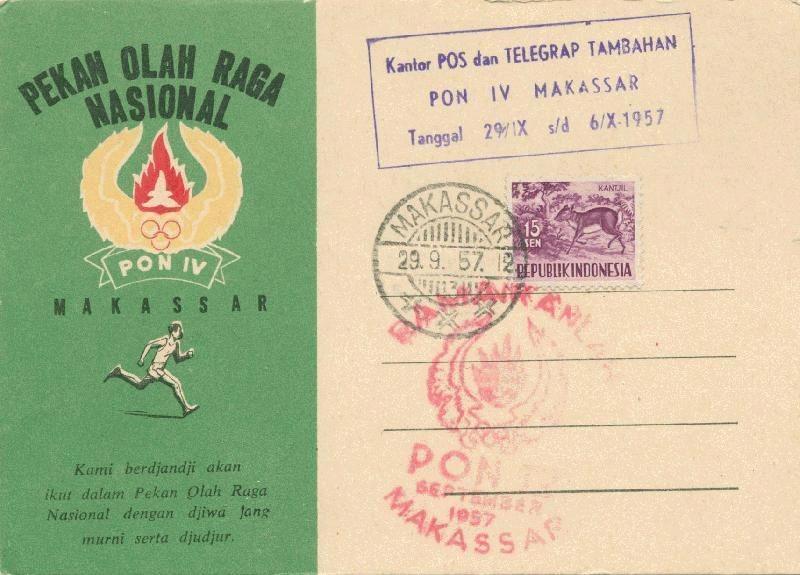 PEKAN OLAH RAGA
NASIONAL
PON IV
MAKASSAR
Kami berdjandji akan
ikut dalam Pekan Olah Raga
Nasional dengan djiwa jang
murni serta djudjur.
Kantor POS dan TELEGRAP TAMBAHAN
PON IV MAKASSAR
Tanggal 29/IX s/d 6/X-1957
KANTJIL
15
SEN
REPUBLIK INDONESIA
MAKASSAR
29.9.57.12
PON IV
SEPTEMBER
1957
MAKASSAR